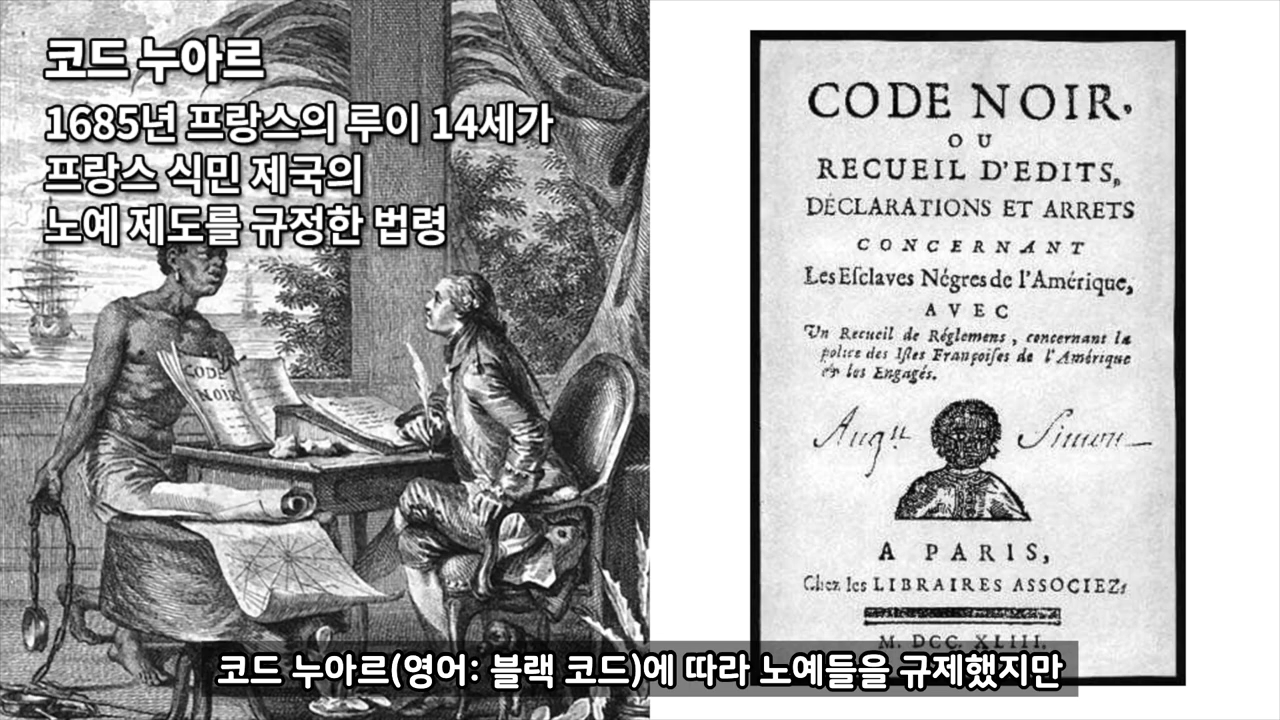 코드 누아르
1685년 프랑스의 루이 14세가
프랑스 식민 제국의
노예 제도를 규정한 법령
CODE
NOIR
CODE NOIR,
OU
RECUEIL D'EDITS,
DÉCLARATIONS ET ARRETS
CONCERNANT
Les Esclaves Négres de l'Amérique,
AVEC
Un Recueil de Réglemens, concernant la
police des Isles Françoises de l'Amérique
& les Engagés.
Simon
A PARIS,
Chez les LIBRAIRES ASSOCIEZ,
M. DCC. XLIII.
코드 누아르(영어: 블랙 코드)에 따라 노예들을 규제했지만